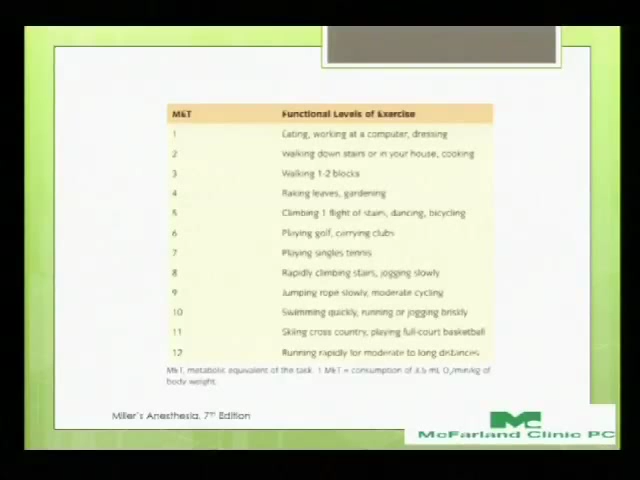 MET Functional Levels of Exercise
1 Eating, working at a computer, dressing
2 Walking down stairs or in your house, cooking
3 Walking 1-2 blocks
4 Raking leaves, gardening
5 Climbing 1 flight of stairs, dancing, bicycling
6 Playing golf, carrying clubs
7 Playing singles tennis
8 Rapidly climbing stairs, jogging slowly
9 Jumping rope slowly, moderate cycling
10 Swimming quickly, running or jogging briskly
11 Skiing cross country, playing full-court basketball
12 Running rapidly for moderate to long distances
MET, metabolic equivalent of the task. 1 MET = consumption of 3.5 mL O₂/min/kg of
body weight.
Miller's Anesthesia, 7th Edition
McFarland Clinic PC